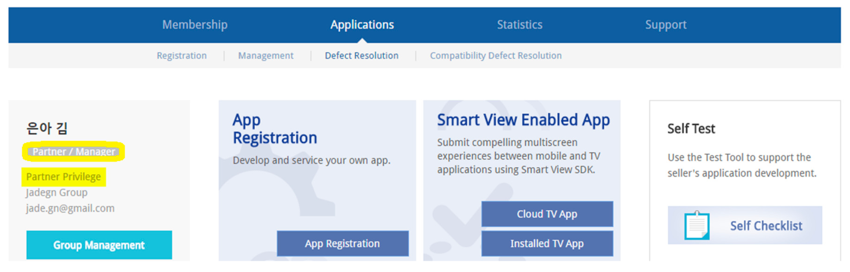 Membership
Applications
Statistics
Support
Registration
Management
Defect Resolution
Compatibility Defect Resolution
은아 김
Partner / Manager
Partner Privilege
Jadegn Group
jade.gn@gmail.com
Group Management
App
Registration
Develop and service your own app.
App Registration
Smart View Enabled App
Submit compelling multiscreen
experiences between mobile and TV
applications using Smart View SDK.
Cloud TV App
Installed TV App
Self Test
Use the Test Tool to support the
seller's application development.
Self Checklist